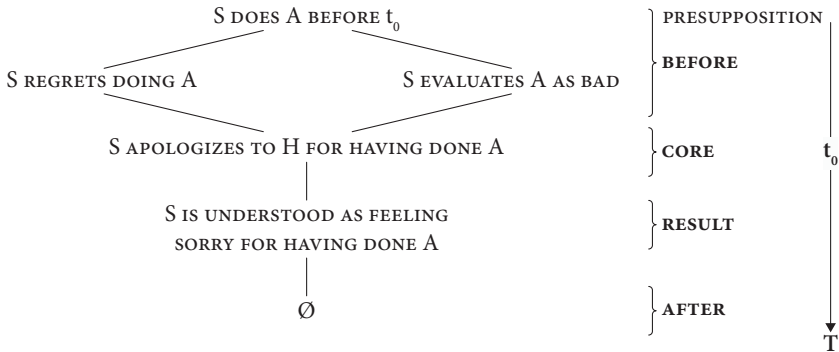 S DOES A BEFORE t₀ PRESUPPOSITION
BEFORE
S REGRETS DOING A S EVALUATES A AS BAD
S APOLOGIZES TO H FOR HAVING DONE A CORE t₀
S IS UNDERSTOOD AS FEELING
SORRY FOR HAVING DONE A
RESULT
Ø AFTER
T